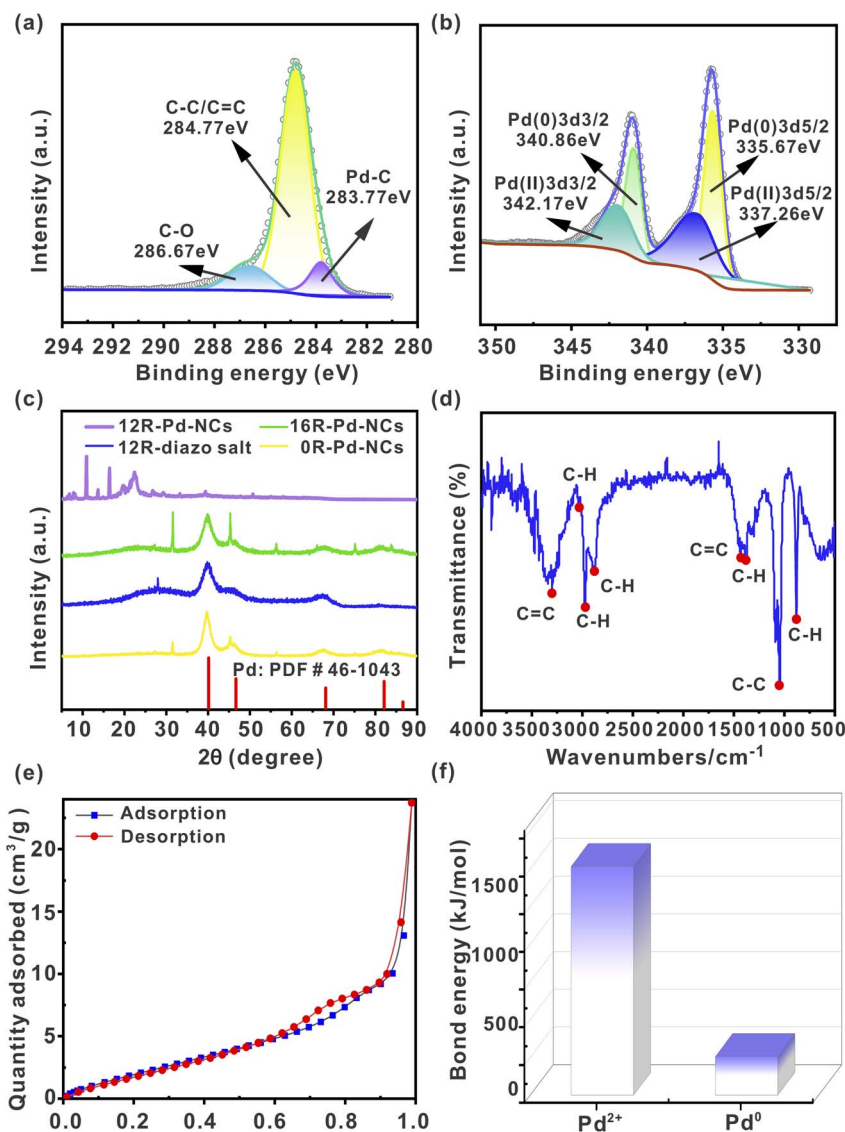 (a)
Intensity (a.u.)
C-C/C=C
284.77eV
Pd-C
283.77eV
C-O
286.67eV
294 292 290 288 286 284 282 280
Binding energy (eV)
(b)
Intensity (a.u.)
Pd(0)3d3/2
340.86eV
Pd(0)3d5/2
335.67eV
Pd(II)3d3/2
342.17eV
Pd(II)3d5/2
337.26eV
350 345 340 335 330
Binding energy (eV)
(c)
Intensity (a.u.)
12R-Pd-NCs 16R-Pd-NCs
12R-diazo salt 0R-Pd-NCs
Pd: PDF # 46-1043
10 20 30 40 50 60 70 80 90
2θ (degree)
(d)
Transmittance (%)
C-H
C=C
C-H
C-H
C=C
C-H
C-H
C-C
4000 3500 3000 2500 2000 1500 1000 500
Wavenumbers/cm⁻¹
(e)
Quantity adsorbed (cm³/g)
Adsorption
Desorption
20
15
10
5
0
0.0 0.2 0.4 0.6 0.8 1.0
(f)
Bond energy (kJ/mol)
1500
1000
500
0
Pd²⁺ Pd⁰